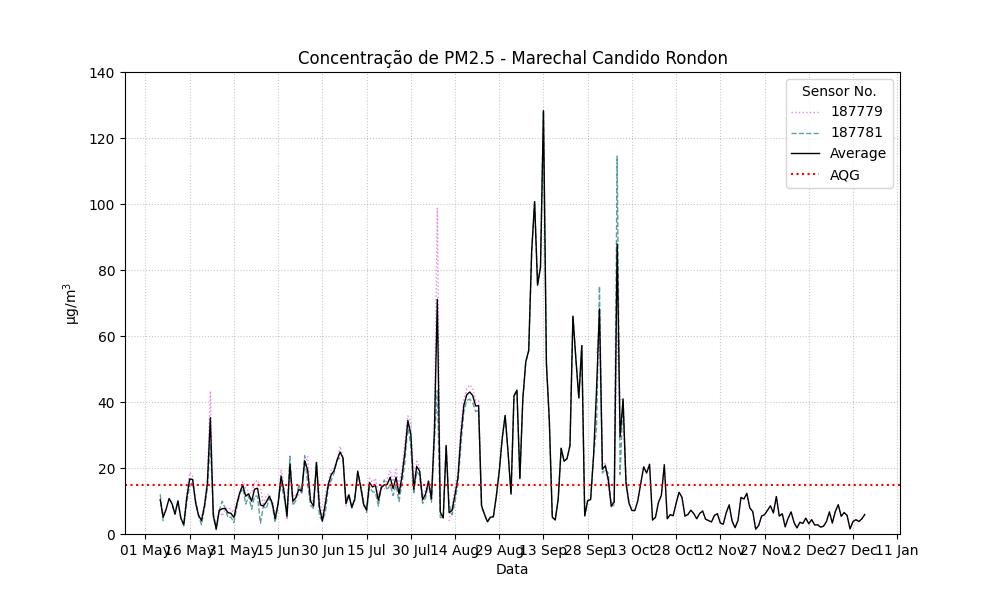 Concentração de PM2.5 - Marechal Candido Rondon
140
120
100
80
60
40
20
0
µg/m³
Sensor No.
187779
187781
Average
AQG
01 May 16 May 31 May 15 Jun 30 Jun 15 Jul 30 Jul 14 Aug 29 Aug 13 Sep 28 Sep 13 Oct 28 Oct 12 Nov 27 Nov 12 Dec 27 Dec 11 Jan
Data